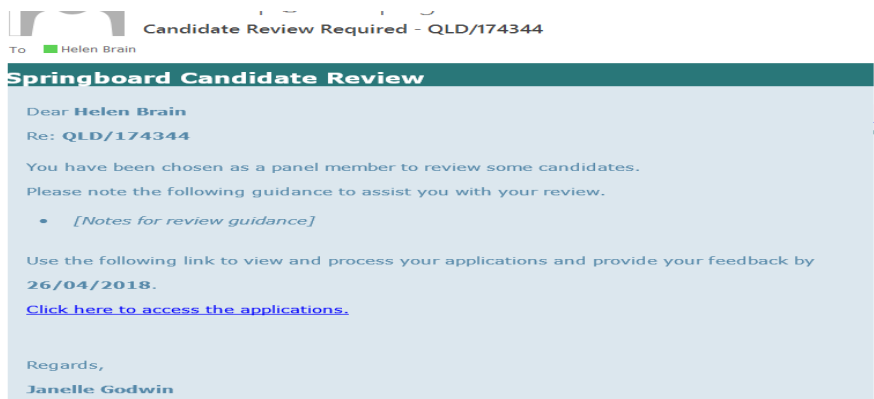 Candidate Review Required - QLD/174344
To Helen Brain
Springboard Candidate Review
Dear Helen Brain
Re: QLD/174344
You have been chosen as a panel member to review some candidates.
Please note the following guidance to assist you with your review.
• [Notes for review guidance]
Use the following link to view and process your applications and provide your feedback by
26/04/2018.
Click here to access the applications.
Regards,
Janelle Godwin